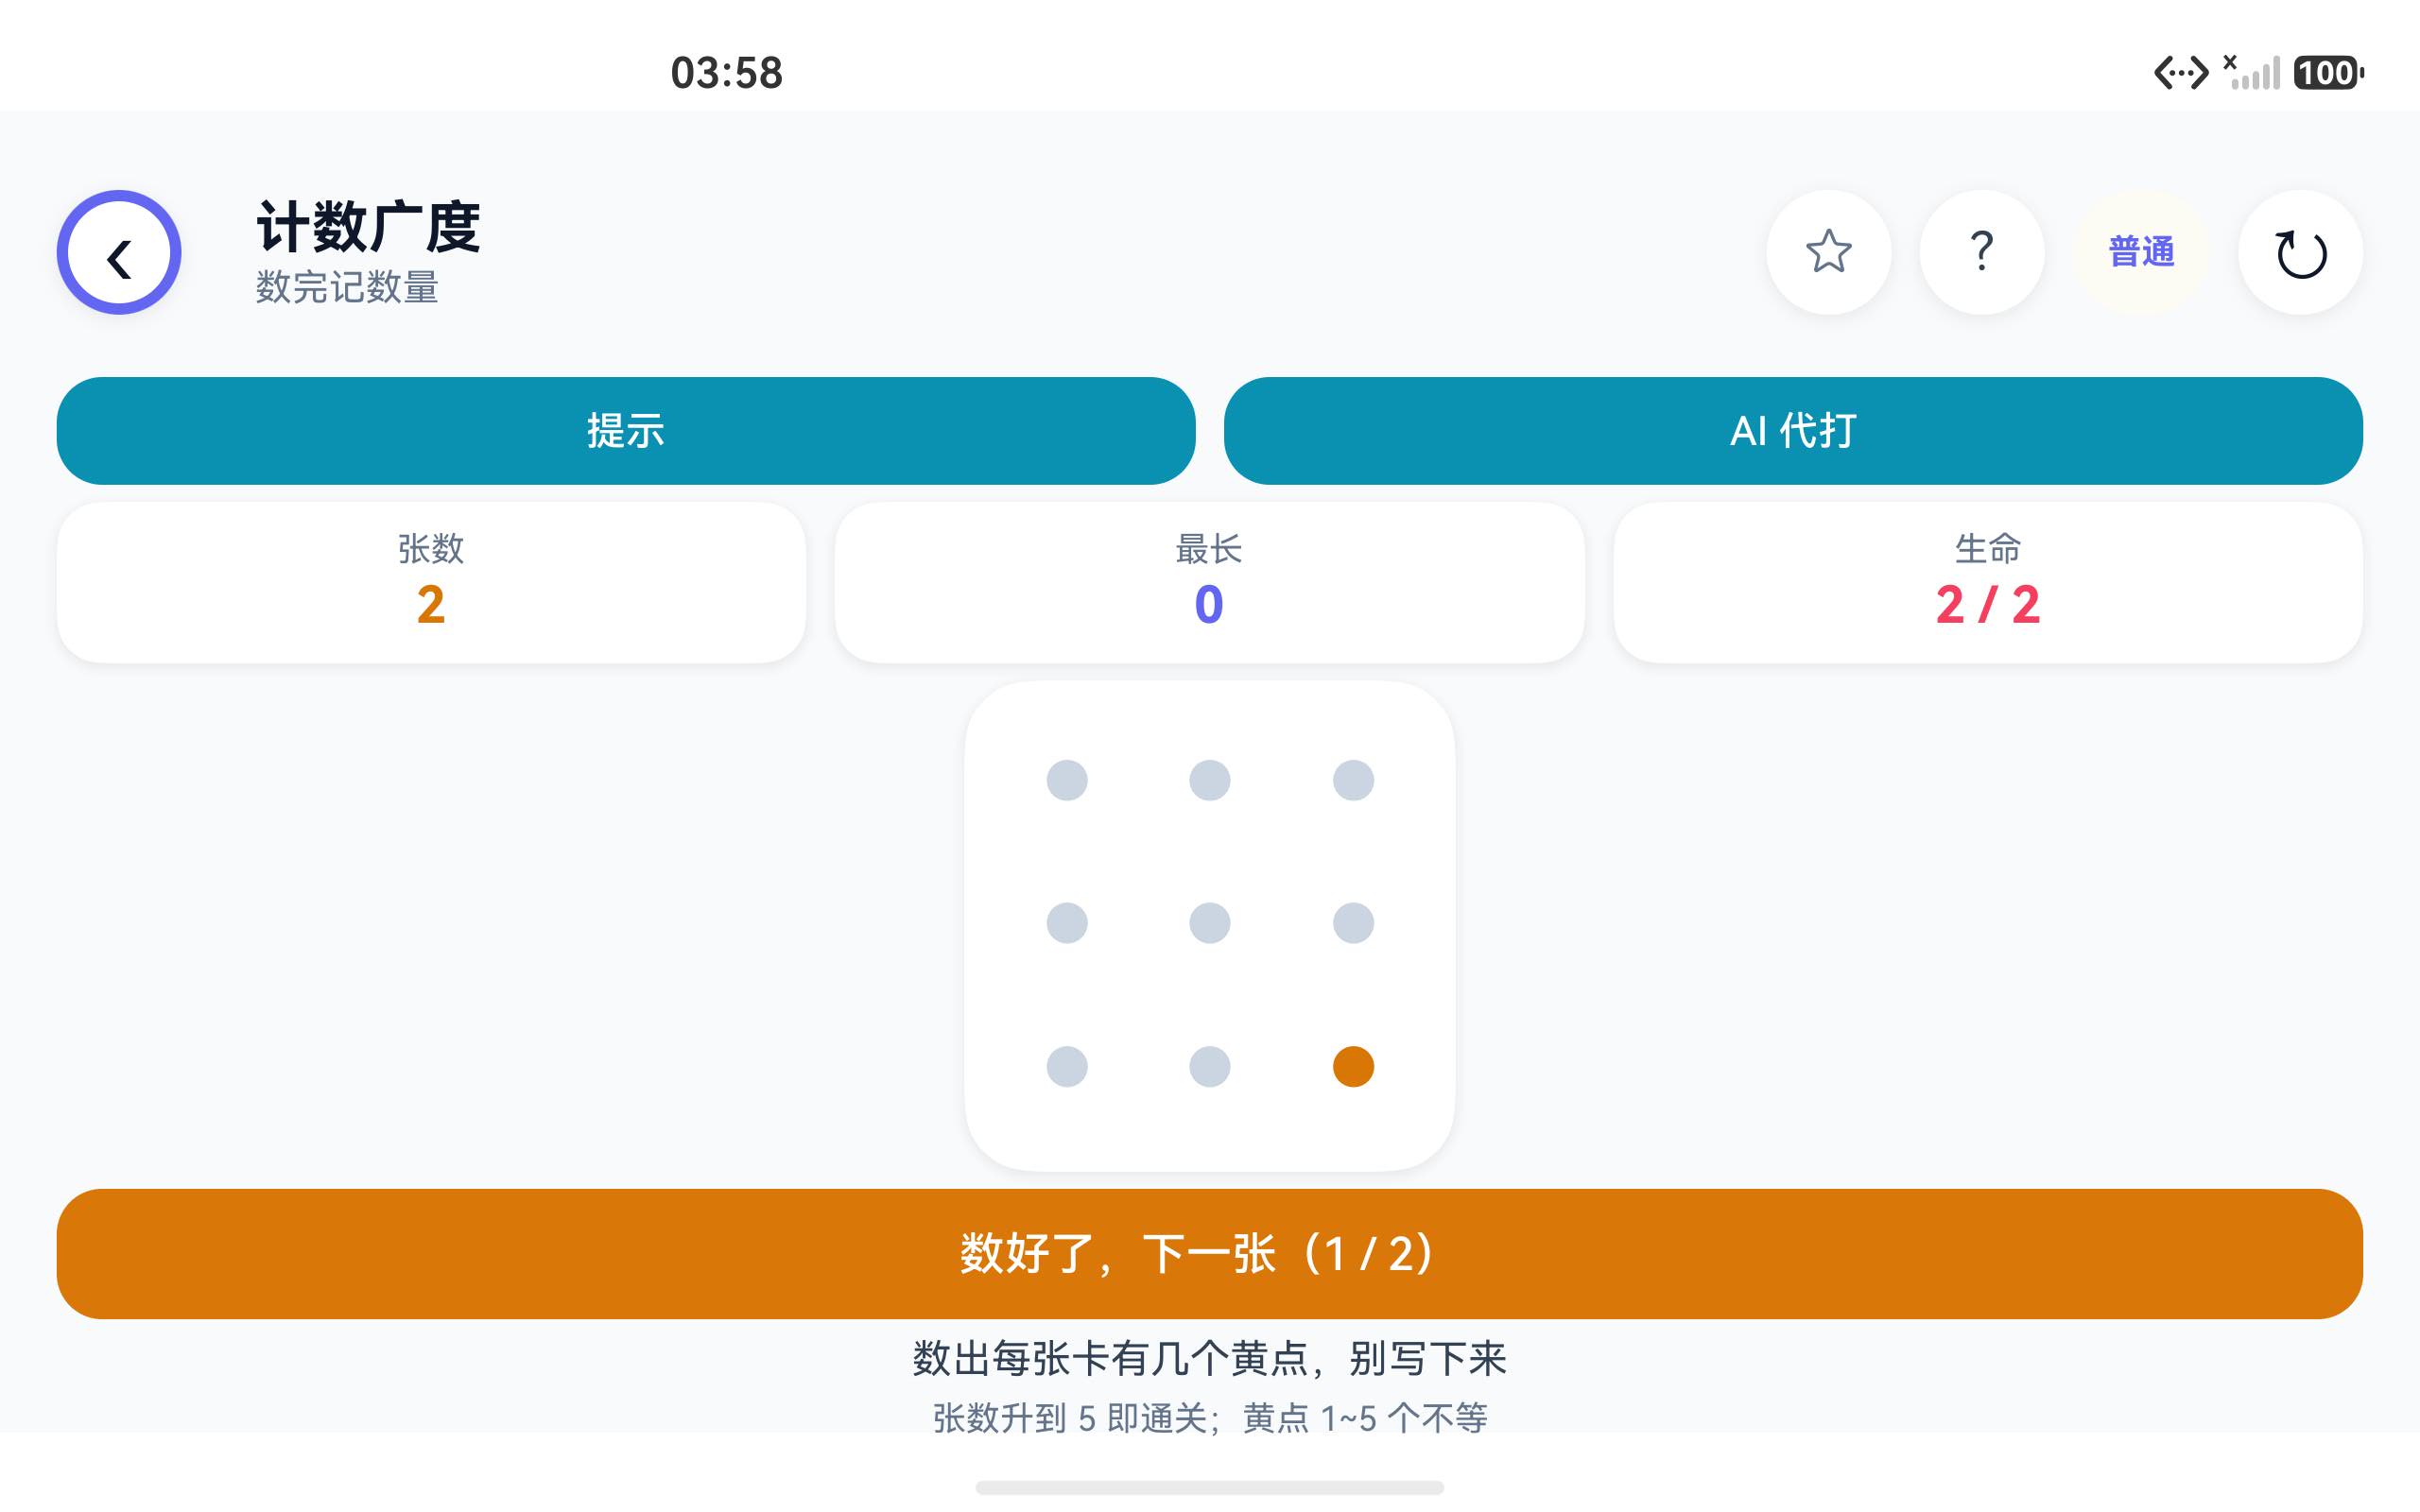 03:58
100
计数广度
数完记数量
?
普通
提示
AI 代打
张数
2
最长
0
生命
2 / 2
数好了，下一张（1 / 2）
数出每张卡有几个黄点，别写下来
张数升到 5 即通关；黄点 1~5 个不等